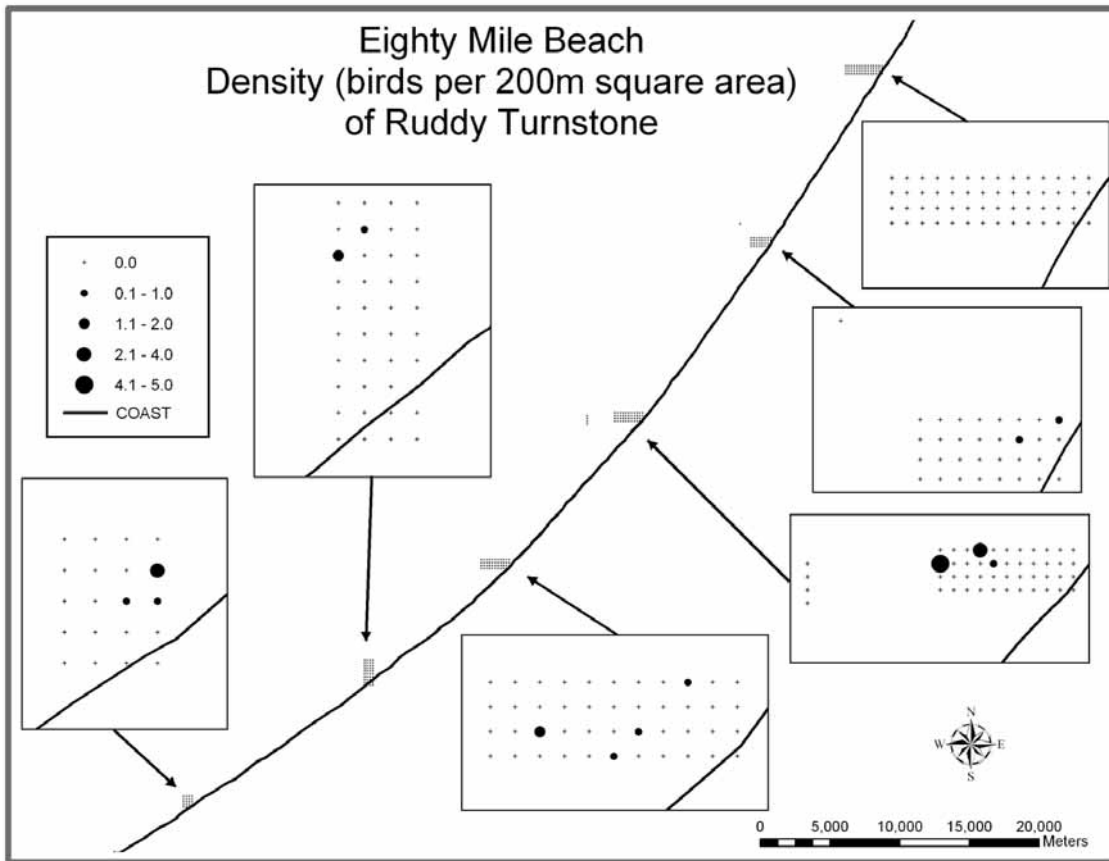 Eighty Mile Beach
Density (birds per 200m square area)
of Ruddy Turnstone
0.0
0.1 - 1.0
1.1 - 2.0
2.1 - 4.0
4.1 - 5.0
COAST
N
W E
S
0 5,000 10,000 15,000 20,000
Meters